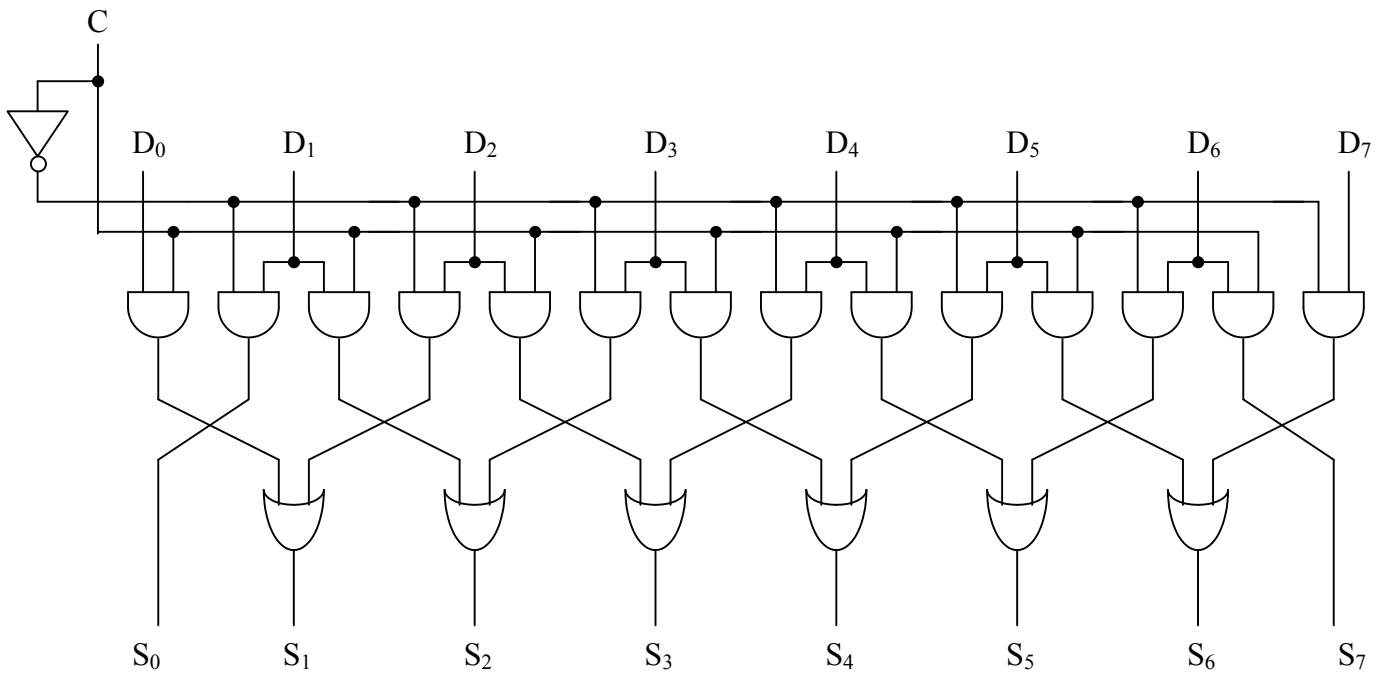 C
D₀ D₁ D₂ D₃ D₄ D₅ D₆ D₇
S₀ S₁ S₂ S₃ S₄ S₅ S₆ S₇